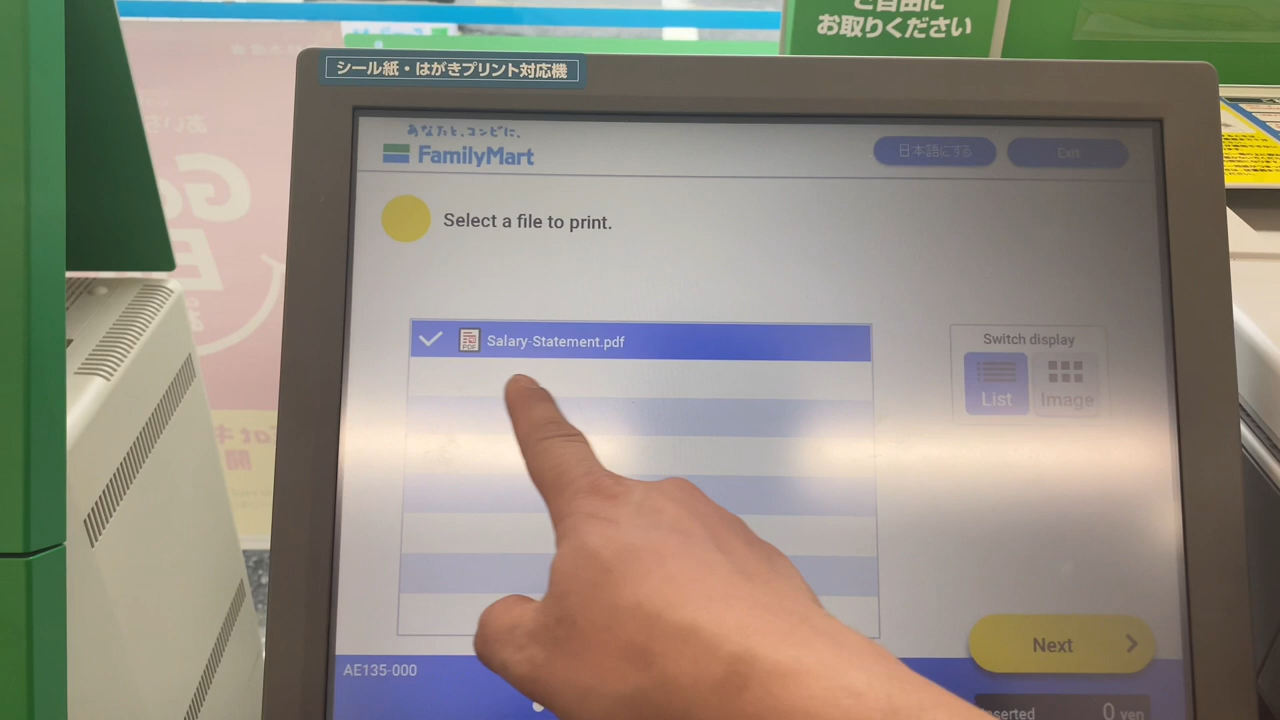 ご自由に
お取りください
シール紙・はがきプリント対応機
あなたと、コンビに、
FamilyMart
日本語にする
Exit
Select a file to print.
Salary-Statement.pdf
Switch display
List
Image
Next
AE135-000
0 yen